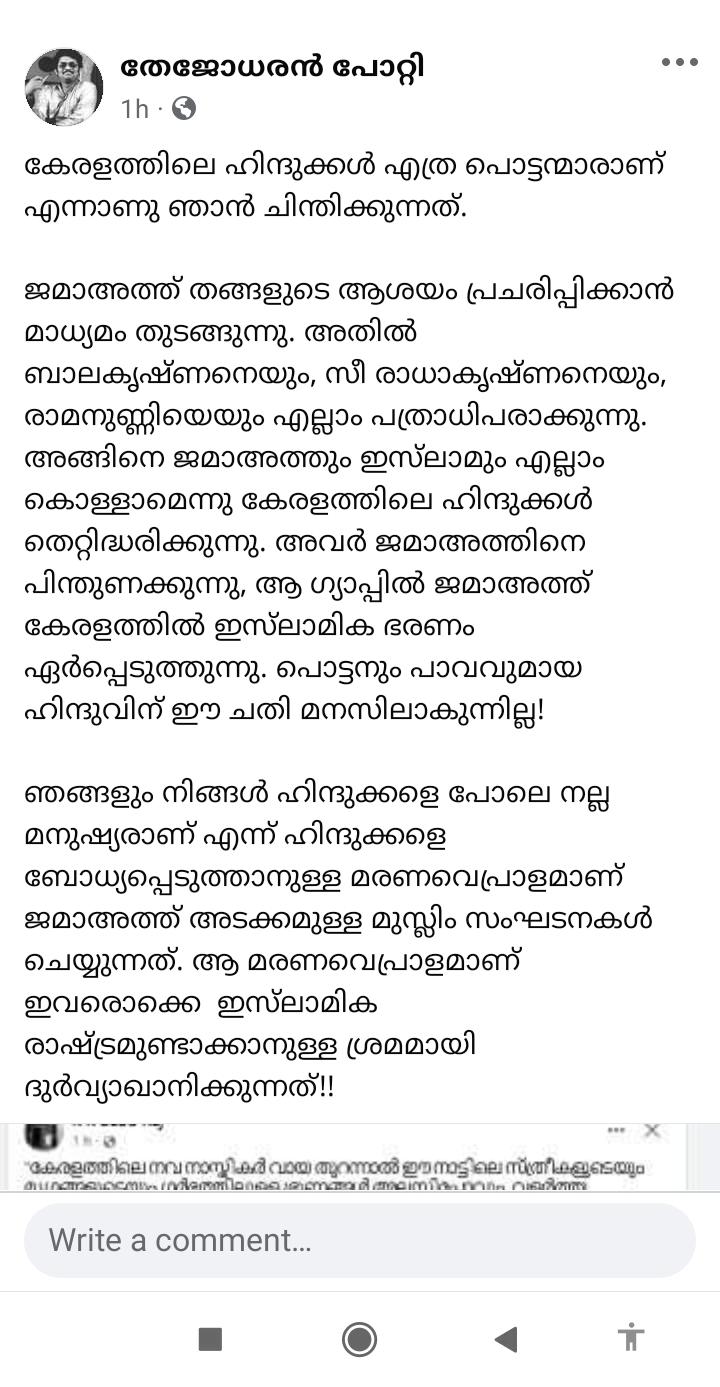 തേജോധരൻ പോറ്റി
1h ·
കേരളത്തിലെ ഹിന്ദുക്കൾ എത്ര പൊട്ടന്മാരാണ്
എന്നാണു ഞാൻ ചിന്തിക്കുന്നത്.
ജമാഅത്ത് തങ്ങളുടെ ആശയം പ്രചരിപ്പിക്കാൻ
മാധ്യമം തുടങ്ങുന്നു. അതിൽ
ബാലകൃഷ്ണനെയും, സീ രാധാകൃഷ്ണനെയും,
രാമനുണ്ണിയെയും എല്ലാം പത്രാധിപരാക്കുന്നു.
അങ്ങിനെ ജമാഅത്തും ഇസ്‌ലാമും എല്ലാം
കൊള്ളാമെന്നു കേരളത്തിലെ ഹിന്ദുക്കൾ
തെറ്റിദ്ധരിക്കുന്നു. അവർ ജമാഅത്തിനെ
പിന്തുണക്കുന്നു, ആ ഗ്യാപ്പിൽ ജമാഅത്ത്
കേരളത്തിൽ ഇസ്‌ലാമിക ഭരണം
ഏർപ്പെടുത്തുന്നു. പൊട്ടനും പാവവുമായ
ഹിന്ദുവിന് ഈ ചതി മനസിലാകുന്നില്ല!
ഞങ്ങളും നിങ്ങൾ ഹിന്ദുക്കളെ പോലെ നല്ല
മനുഷ്യരാണ് എന്ന് ഹിന്ദുക്കളെ
ബോധ്യപ്പെടുത്താനുള്ള മരണവെപ്രാളമാണ്
ജമാഅത്ത് അടക്കമുള്ള മുസ്ലിം സംഘടനകൾ
ചെയ്യുന്നത്. ആ മരണവെപ്രാളമാണ്
ഇവരൊക്കെ ഇസ്‌ലാമിക
രാഷ്ട്രമുണ്ടാക്കാനുള്ള ശ്രമമായി
ദുർവ്യാഖാനിക്കുന്നത്!!
1h ·
"കേരളത്തിലെ നവ നാസ്തികർ വായ തുറന്നാൽ ഈ നാട്ടിലെ സ്ത്രീകളുടെയും
Write a comment...